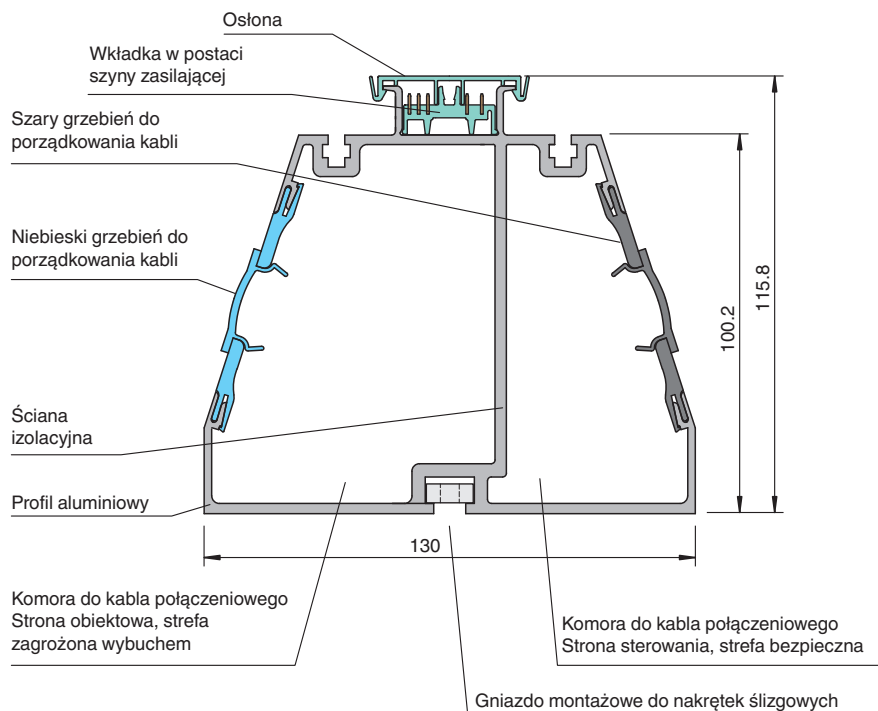 Osłona
Wkładka w postaci
szyny zasilającej
Szary grzebień do
porządkowania kabli
Niebieski grzebień do
porządkowania kabli
Ściana
izolacyjna
Profil aluminiowy
100.2
115.8
130
Komora do kabla połączeniowego
Strona obiektowa, strefa
zagrożona wybuchem
Komora do kabla połączeniowego
Strona sterowania, strefa bezpieczna
Gniazdo montażowe do nakrętek ślizgowych